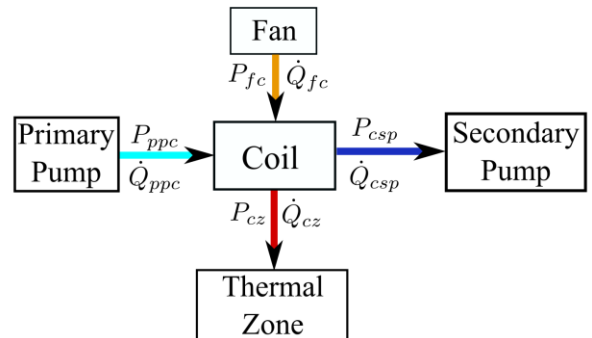 Fan
P_{fc} \dot{Q}_{fc}
Primary
Pump
P_{ppc}
\dot{Q}_{ppc}
Coil
P_{csp}
\dot{Q}_{csp}
Secondary
Pump
P_{cz} \dot{Q}_{cz}
Thermal
Zone